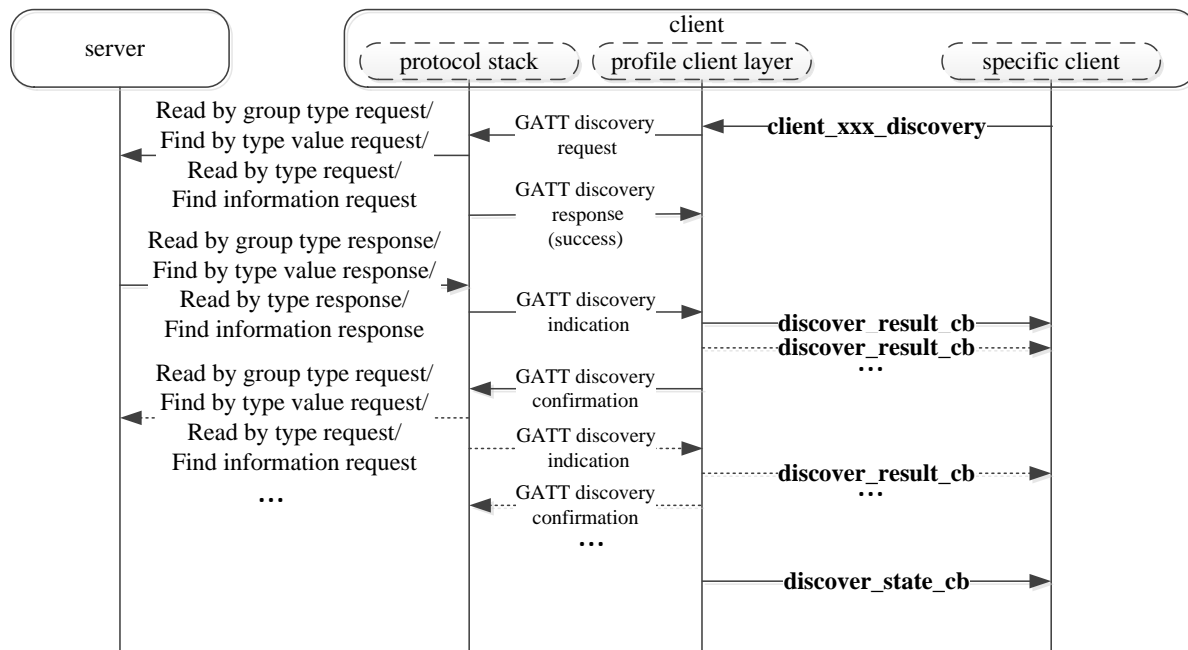 server
client
protocol stack
profile client layer
specific client
Read by group type request/
Find by type value request/
Read by type request/
Find information request
GATT discovery
request
client_xxx_discovery
GATT discovery
response
(success)
Read by group type response/
Find by type value response/
Read by type response/
Find information response
GATT discovery
indication
discover_result_cb
discover_result_cb
...
Read by group type request/
Find by type value request/
Read by type request/
Find information request
...
GATT discovery
confirmation
GATT discovery
indication
discover_result_cb
...
GATT discovery
confirmation
...
discover_state_cb